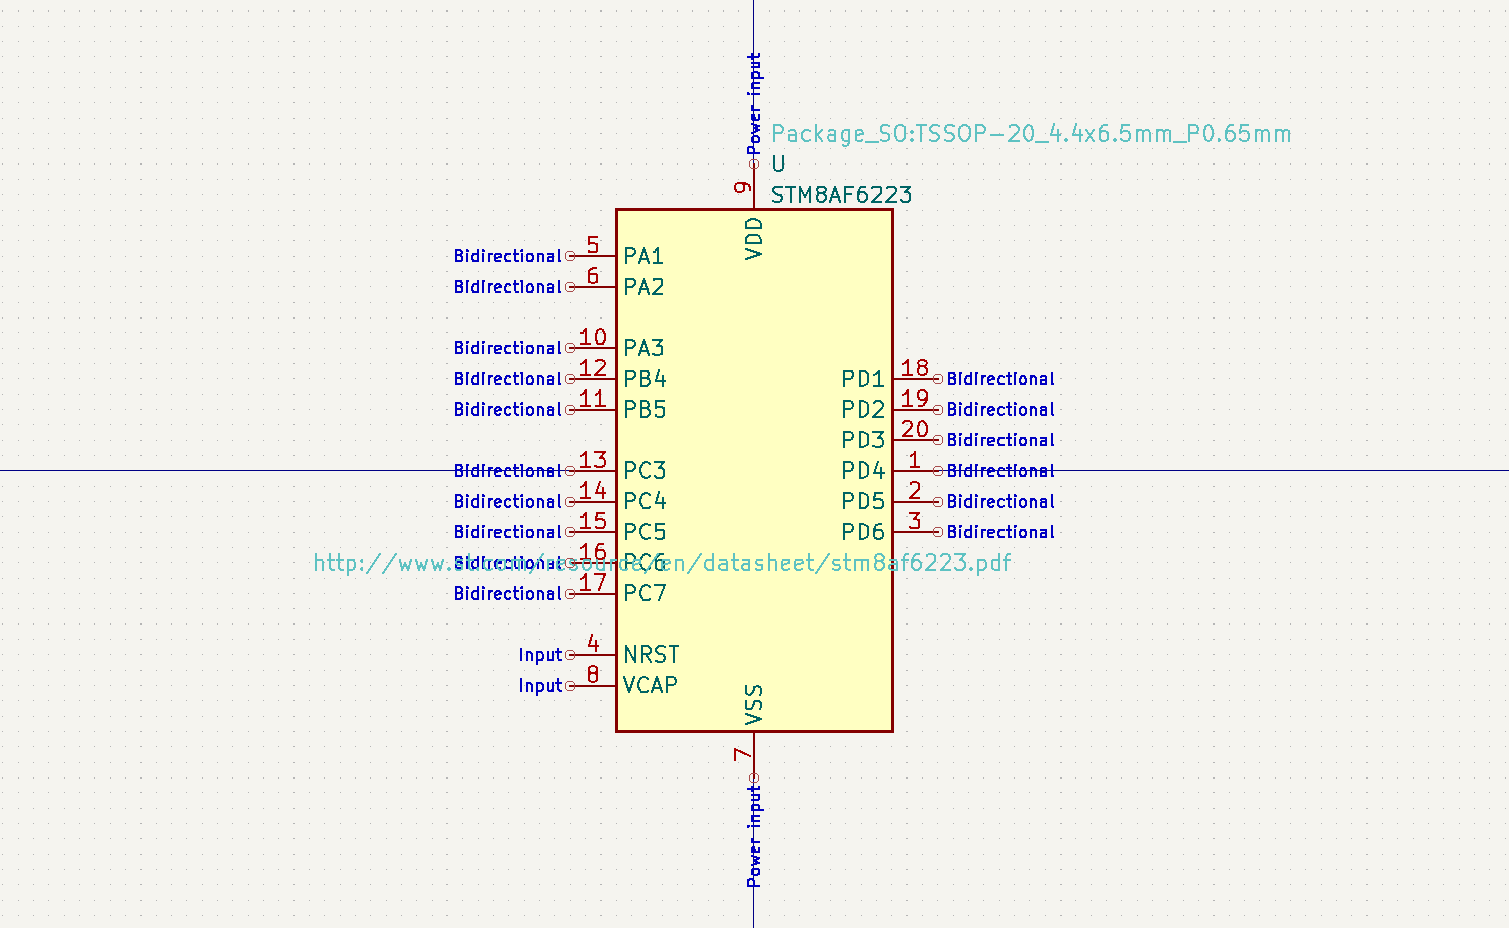 Power input
Package_SO:TSSOP-20_4.4x6.5mm_P0.65mm
U
9
STM8AF6223
VDD
Bidirectional 5 PA1
Bidirectional 6 PA2
Bidirectional 10 PA3
Bidirectional 12 PB4 PD1 18 Bidirectional
Bidirectional 11 PB5 PD2 19 Bidirectional
PD3 20 Bidirectional
Bidirectional 13 PC3 PD4 1 Bidirectional
Bidirectional 14 PC4 PD5 2 Bidirectional
Bidirectional 15 PC5 PD6 3 Bidirectional
Bidirectional 16 PC6
http://www.st.com/resource/en/datasheet/stm8af6223.pdf
Bidirectional 17 PC7
Input 4 NRST
Input 8 VCAP
VSS
7
Power input